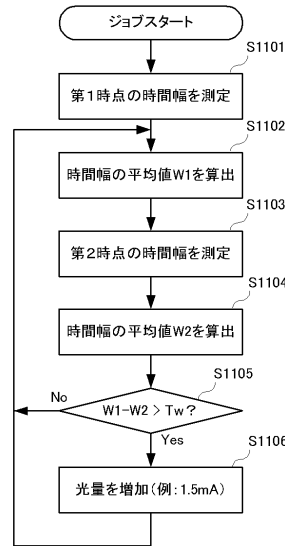 ジョブスタート
S1101
第1時点の時間幅を測定
S1102
時間幅の平均値W1を算出
S1103
第2時点の時間幅を測定
S1104
時間幅の平均値W2を算出
S1105
No
W1-W2 > Tw?
Yes
S1106
光量を増加(例:1.5mA)